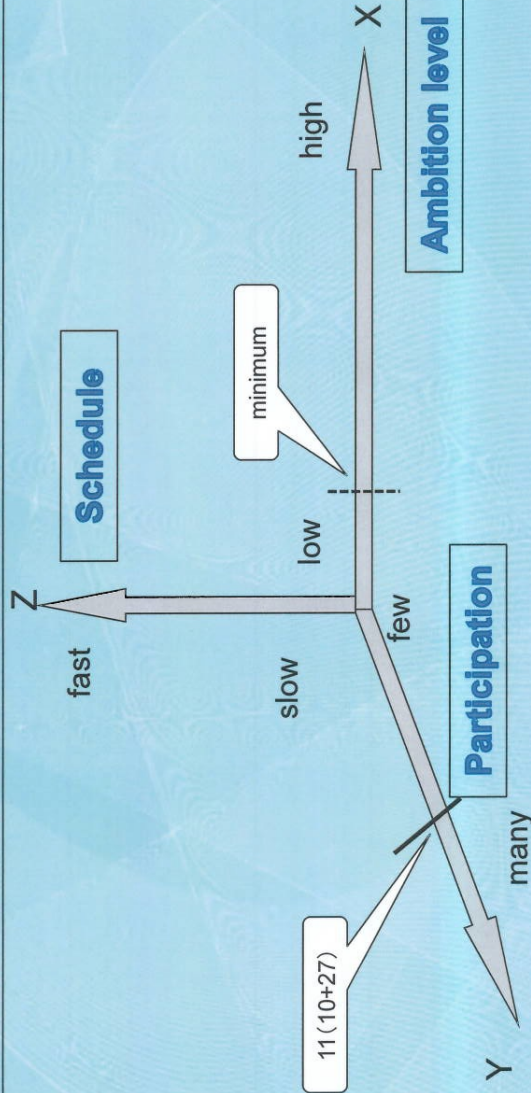 Z
Schedule
fast
slow
low
minimum
high
X
Ambition level
few
Participation
11(10+27)
many
Y